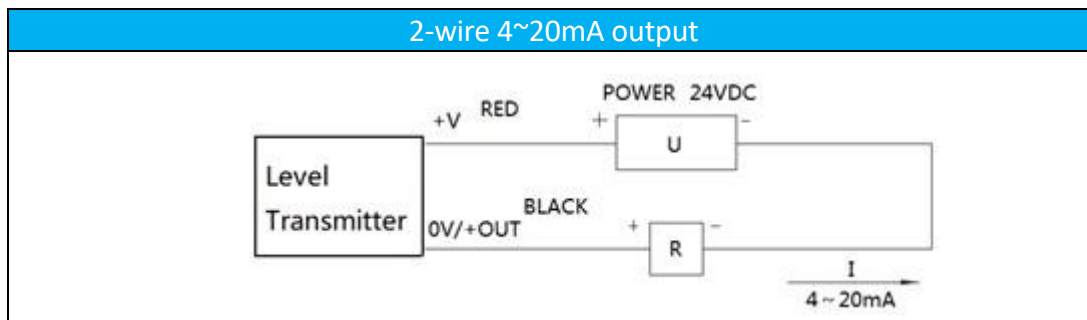 2-wire 4~20mA output
POWER 24VDC
+V RED + -
U
Level
Transmitter
BLACK
0V/+OUT + -
R
I
4~20mA